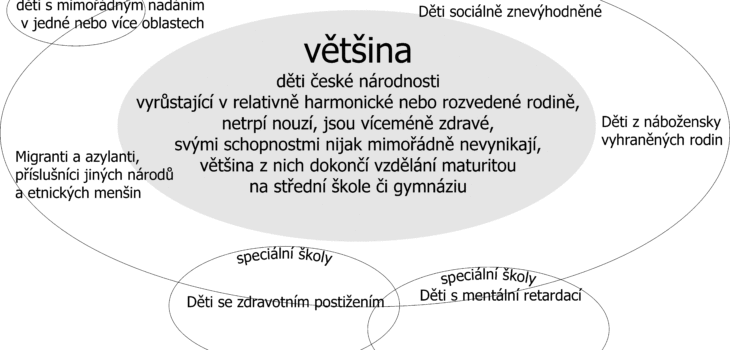 děti s mimořádným nadáním
v jedné nebo více oblastech
Děti sociálně znevýhodněné
většina
děti české národnosti
vyrůstající v relativně harmonické nebo rozvedené rodině,
netrpí nouzí, jsou víceméně zdravé,
svými schopnostmi nijak mimořádně nevynikají,
většina z nich dokončí vzdělání maturitou
na střední škole či gymnáziu
Děti z nábožensky
vyhraněných rodin
Migranti a azylanti,
příslušníci jiných národů
a etnických menšin
speciální školy
Děti se zdravotním postižením
speciální školy
Děti s mentální retardací